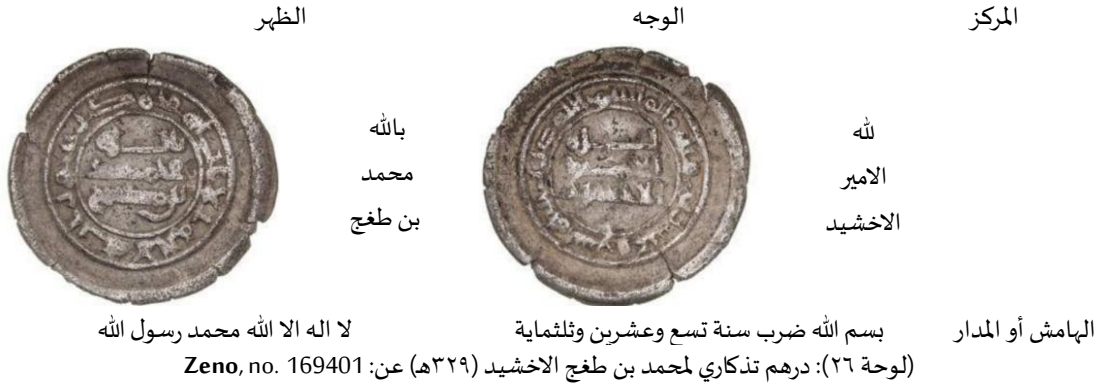 المركز الوجه الظهر
لله بالله
الامير محمد
الاخشيد بن طغج
الهامش أو المدار بسم الله ضرب سنة تسع وعشرين وثلثماية لا اله الا الله محمد رسول الله
(لوحة ٢٦): درهم تذكاري لمحمد بن طغج الاخشيد (٣٢٩هـ) عن: Zeno, no. 169401